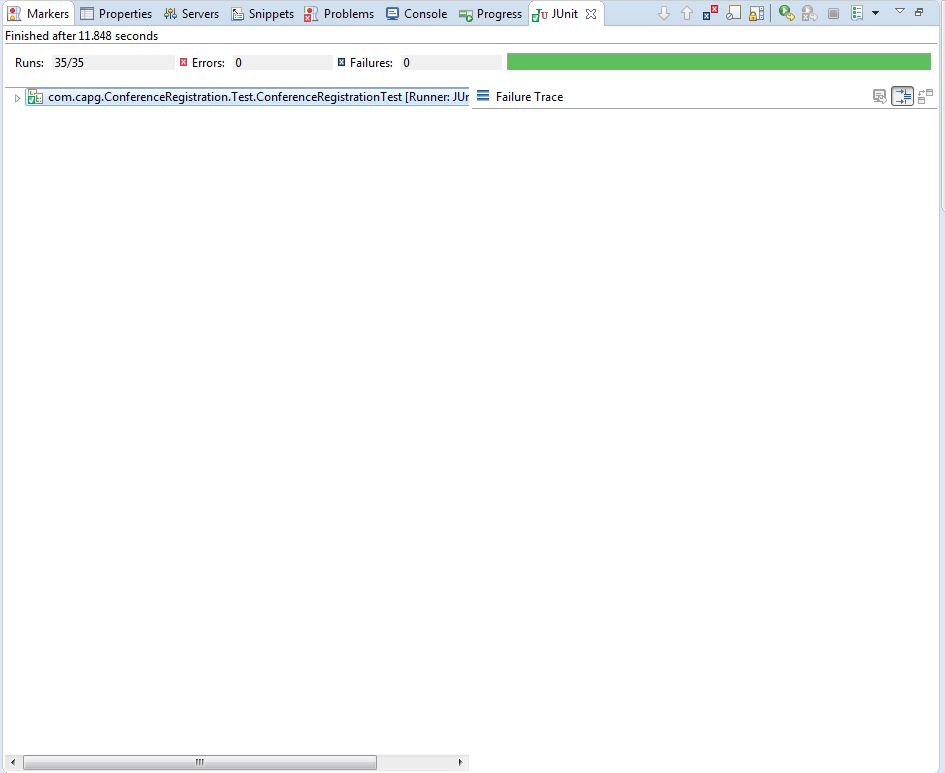 Markers Properties Servers Snippets Problems Console Progress JUnit
Finished after 11.848 seconds
Runs: 35/35 Errors: 0 Failures: 0
com.capg.ConferenceRegistration.Test.ConferenceRegistrationTest [Runner: JUr Failure Trace